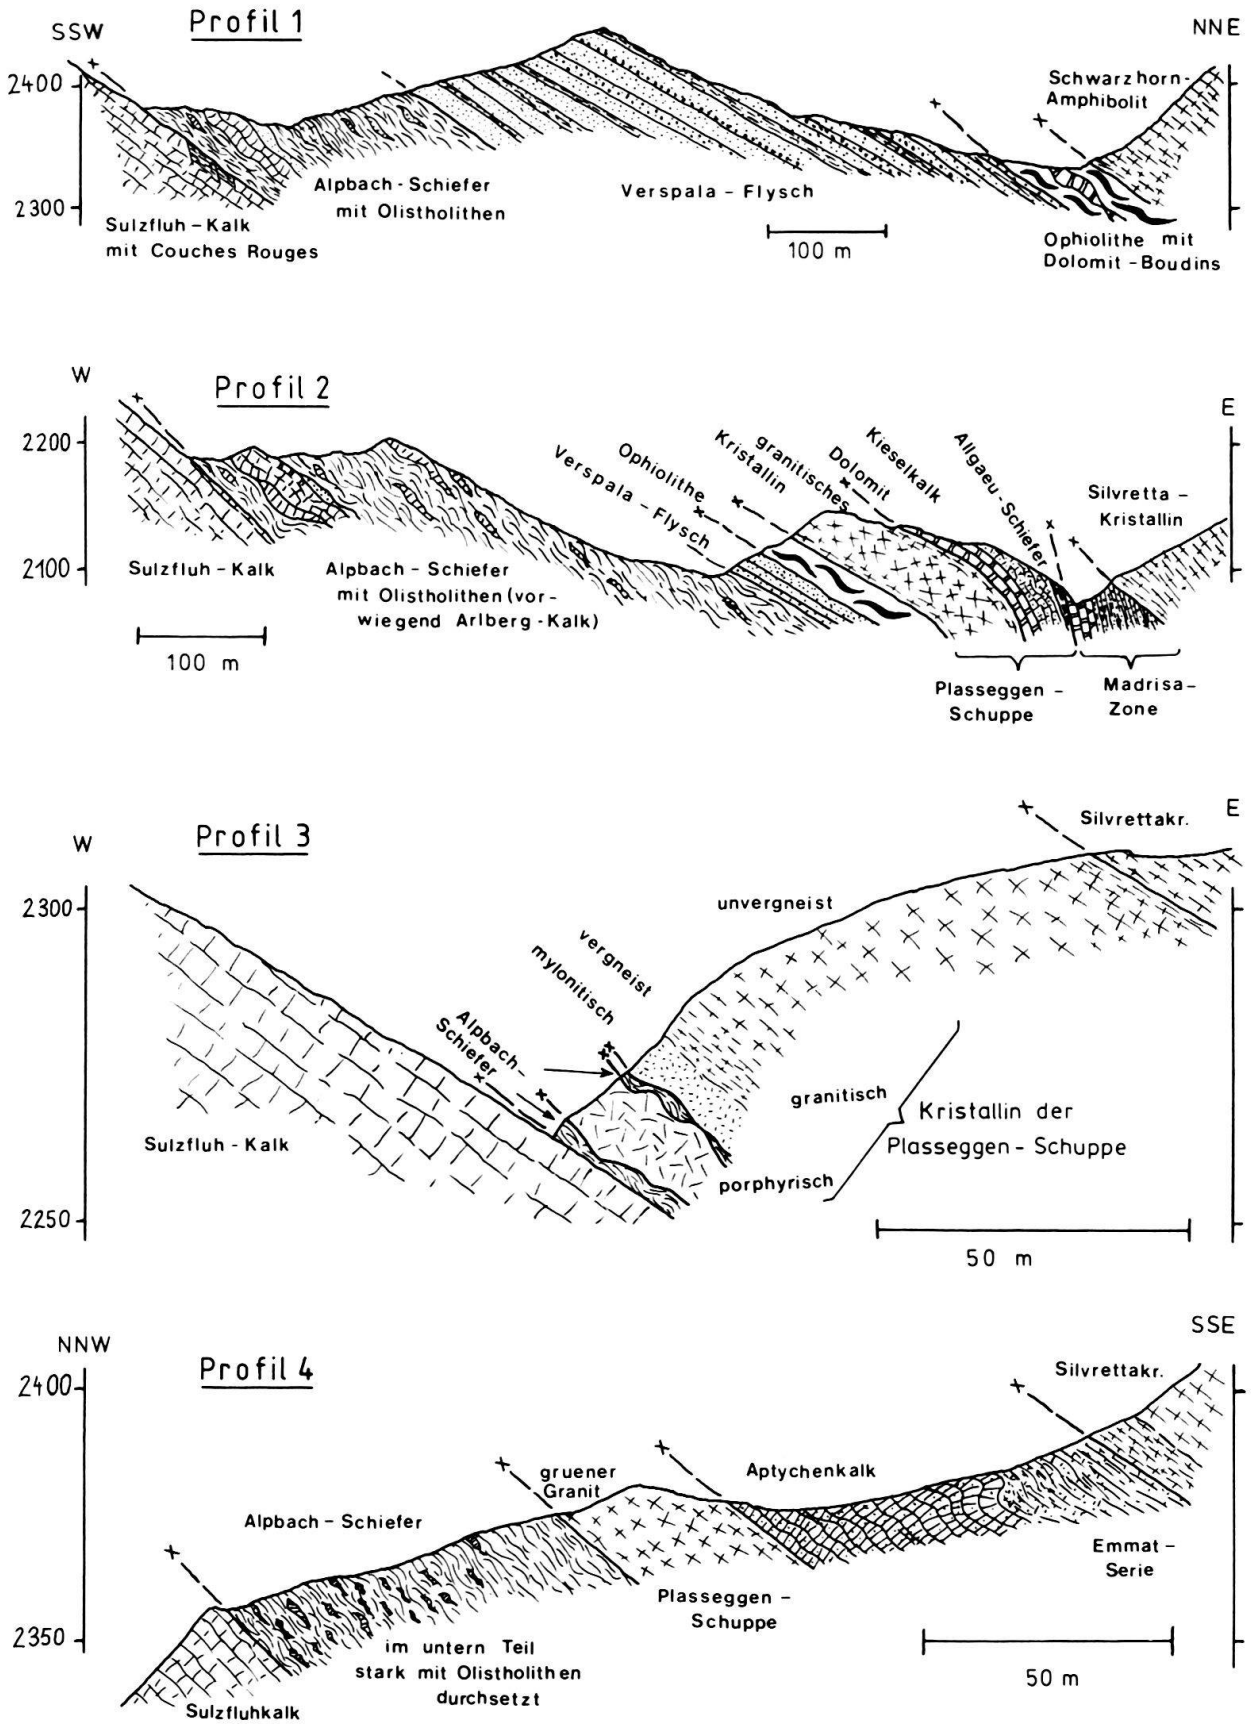 Profil 1
SSW
NNE
2400
2300
Schwarzhorn-
Amphibolit
Alpbach - Schiefer
mit Olistholithen
Verspala - Flysch
Sulzfluh - Kalk
mit Couches Rouges
100 m
Ophiolithe mit
Dolomit - Boudins
W
Profil 2
E
2200
2100
Verspala - Flysch
Ophiolithe
Kristallin
granitisches
Dolomit
Kieselkalk
Allgaeu - Schiefer
Silvretta -
Kristallin
Sulzfluh - Kalk
Alpbach - Schiefer
mit Olistholithen (vor-
wiegend Arlberg - Kalk)
100 m
Plasseggen -
Schuppe
Madrisa-
Zone
W
Profil 3
E
2300
2250
Silvrettakr.
unvergneist
vergneist
mylonitisch
Alpbach-
Schiefer
Sulzfluh - Kalk
granitisch
porphyrisch
Kristallin der
Plasseggen - Schuppe
50 m
NNW
Profil 4
SSE
2400
2350
Silvrettakr.
gruener
Granit
Aptychenkalk
Alpbach - Schiefer
Emmat -
Serie
Plasseggen -
Schuppe
im untern Teil
stark mit Olistholithen
durchsetzt
Sulzfluhkalk
50 m